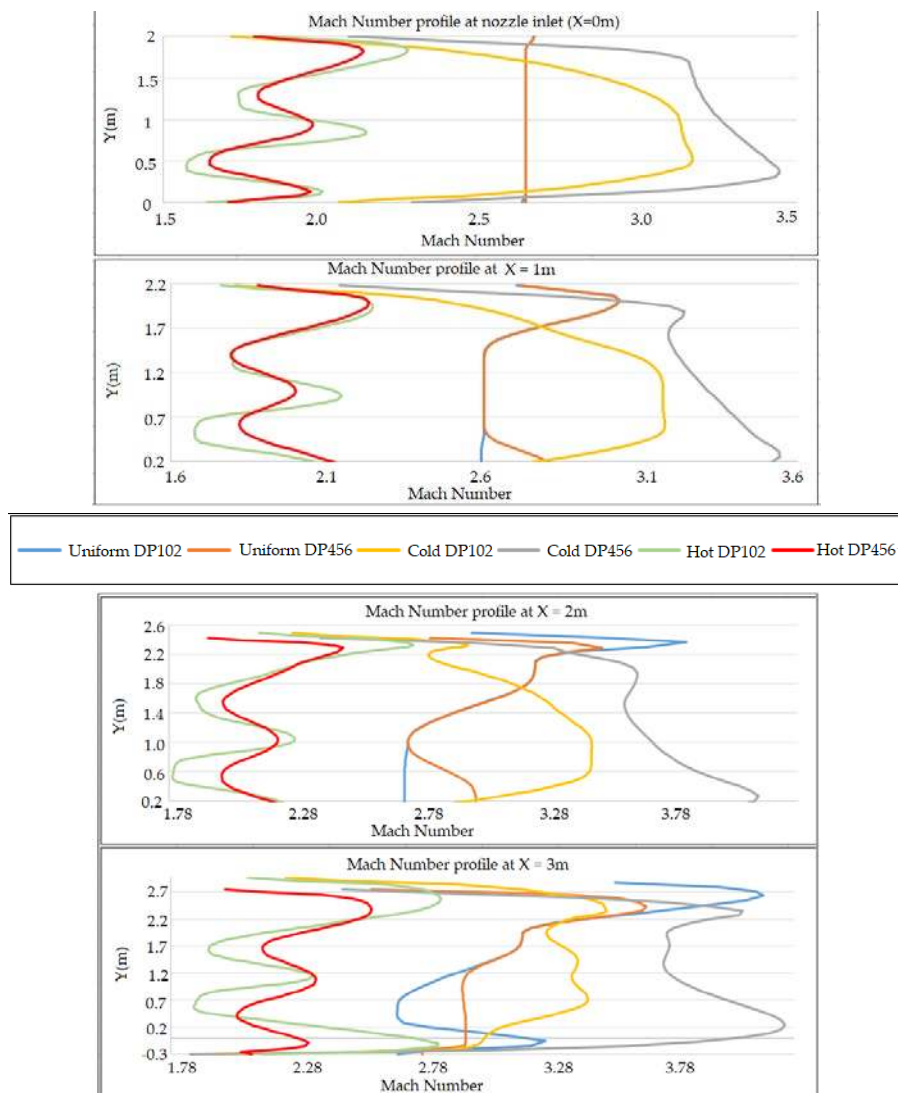 Mach Number profile at nozzle inlet (X=0m)
2
1.5
1
0.5
0
Y(m)
1.5 2.0 2.5 3.0 3.5
Mach Number
Mach Number profile at X = 1m
2.2
1.7
1.2
0.7
0.2
Y(m)
1.6 2.1 2.6 3.1 3.6
Mach Number
Uniform DP102 Uniform DP456 Cold DP102 Cold DP456 Hot DP102 Hot DP456
Mach Number profile at X = 2m
2.6
2.2
1.8
1.4
1.0
0.6
0.2
Y(m)
1.78 2.28 2.78 3.28 3.78
Mach Number
Mach Number profile at X = 3m
2.7
2.2
1.7
1.2
0.7
0.2
-0.3
Y(m)
1.78 2.28 2.78 3.28 3.78
Mach Number